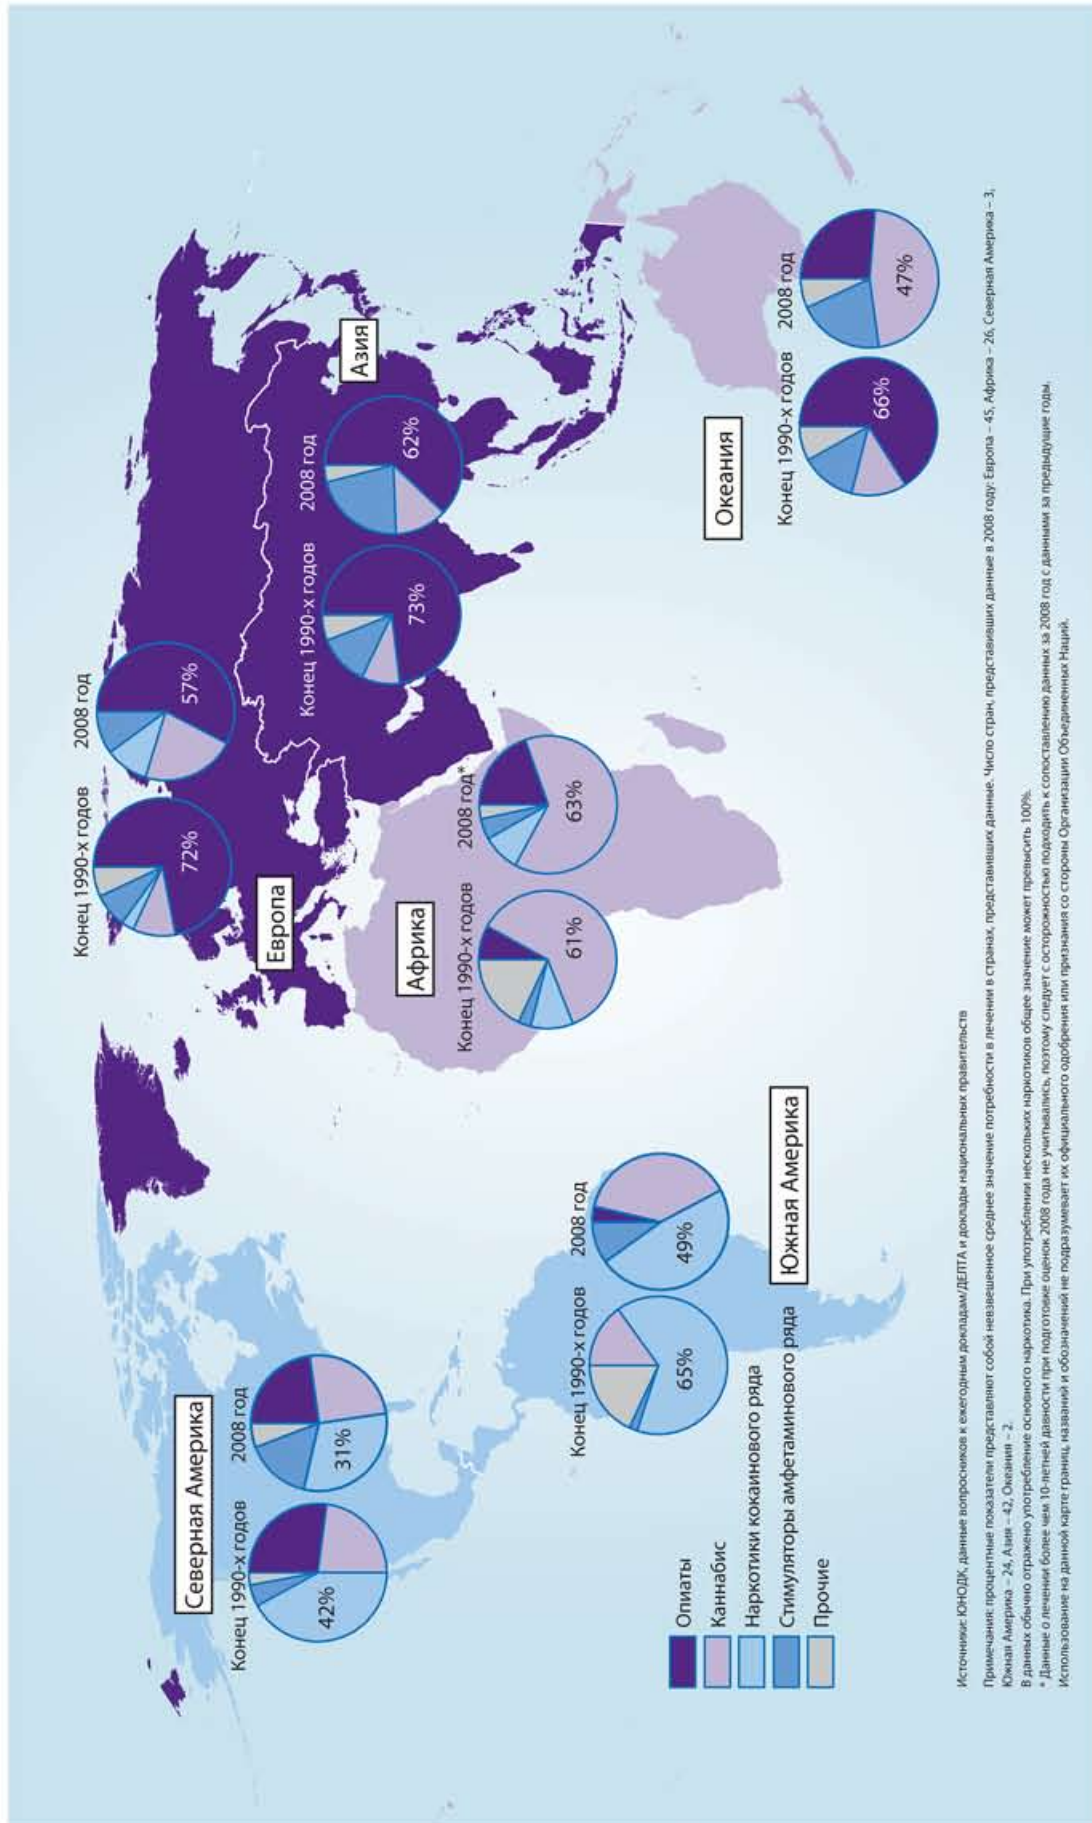 Северная Америка
Конец 1990-х годов
2008 год
42%
31%
Европа
Конец 1990-х годов
2008 год
72%
57%
Азия
Конец 1990-х годов
2008 год
73%
62%
Африка
Конец 1990-х годов
2008 год*
61%
63%
Южная Америка
Конец 1990-х годов
2008 год
65%
49%
Океания
Конец 1990-х годов
2008 год
66%
47%
Опиаты
Каннабис
Наркотики кокаинового ряда
Стимуляторы амфетаминового ряда
Прочие
Источники: ЮНОДК, данные вопросников к ежегодным докладам/ДЕЛТА и доклады национальных правительств
Примечания: процентные показатели представляют собой невзвешенное среднее значение потребности в лечении в странах, представивших данные. Число стран, представивших данные в 2008 году: Европа – 45, Африка – 26, Северная Америка – 3,
Южная Америка – 24, Азия – 42, Океания – 2.
В данных обычно отражено употребление основного наркотика. При употреблении нескольких наркотиков общее значение может превысить 100%.
* Данные о лечении более чем 10-летней давности при подготовке оценок 2008 года не учитывались, поэтому следует с осторожностью подходить к сопоставлению данных за 2008 год с данными за предыдущие годы.
Использование на данной карте границ, названий и обозначений не подразумевает их официального одобрения или признания со стороны Организации Объединенных Наций.